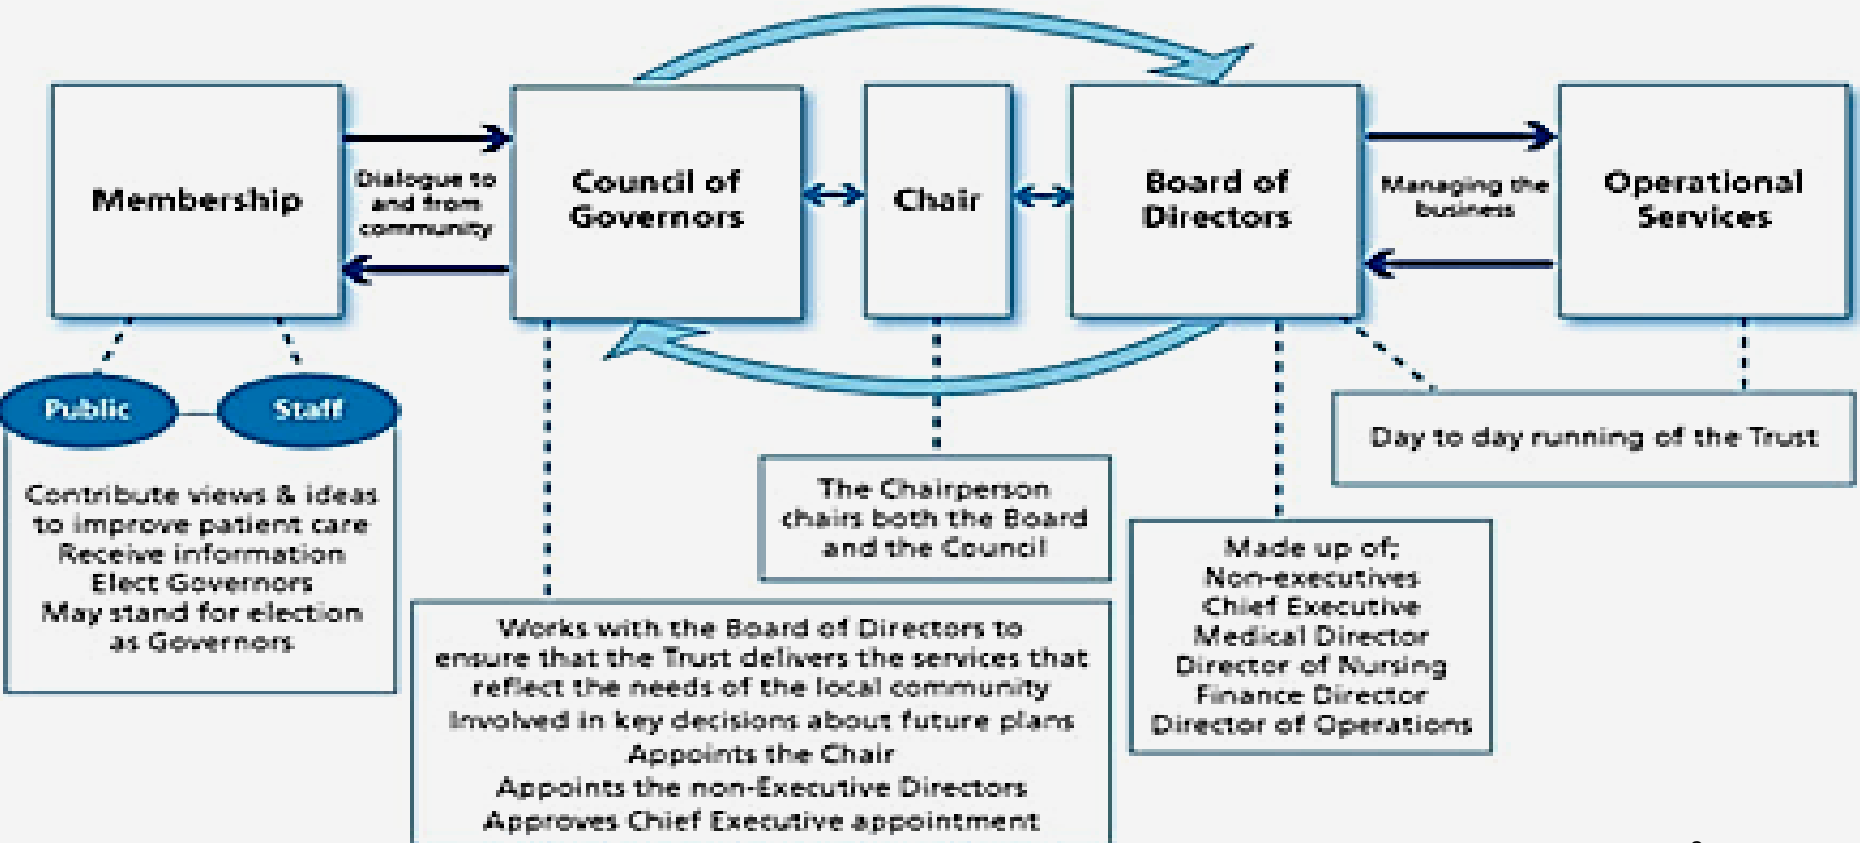 Membership
Dialogue to
and from
community
Council of
Governors
Chair
Board of
Directors
Managing the
business
Operational
Services
Public
Staff
Contribute views & ideas
to improve patient care
Receive information
Elect Governors
May stand for election
as Governors
Works with the Board of Directors to
ensure that the Trust delivers the services that
reflect the needs of the local community
Involved in key decisions about future plans
Appoints the Chair
Appoints the non-Executive Directors
Approves Chief Executive appointment
The Chairperson
chairs both the Board
and the Council
Made up of;
Non-executives
Chief Executive
Medical Director
Director of Nursing
Finance Director
Director of Operations
Day to day running of the Trust